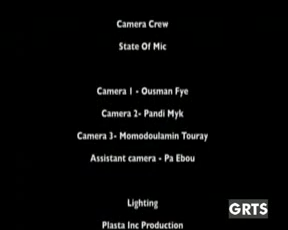 Camera Crew
State Of Mic
Camera 1 - Ousman Fye
Camera 2- Pandi Myk
Camera 3- Momodoulamin Touray
Assistant camera - Pa Ebou
Lighting
Plasta Inc Production
GRTS